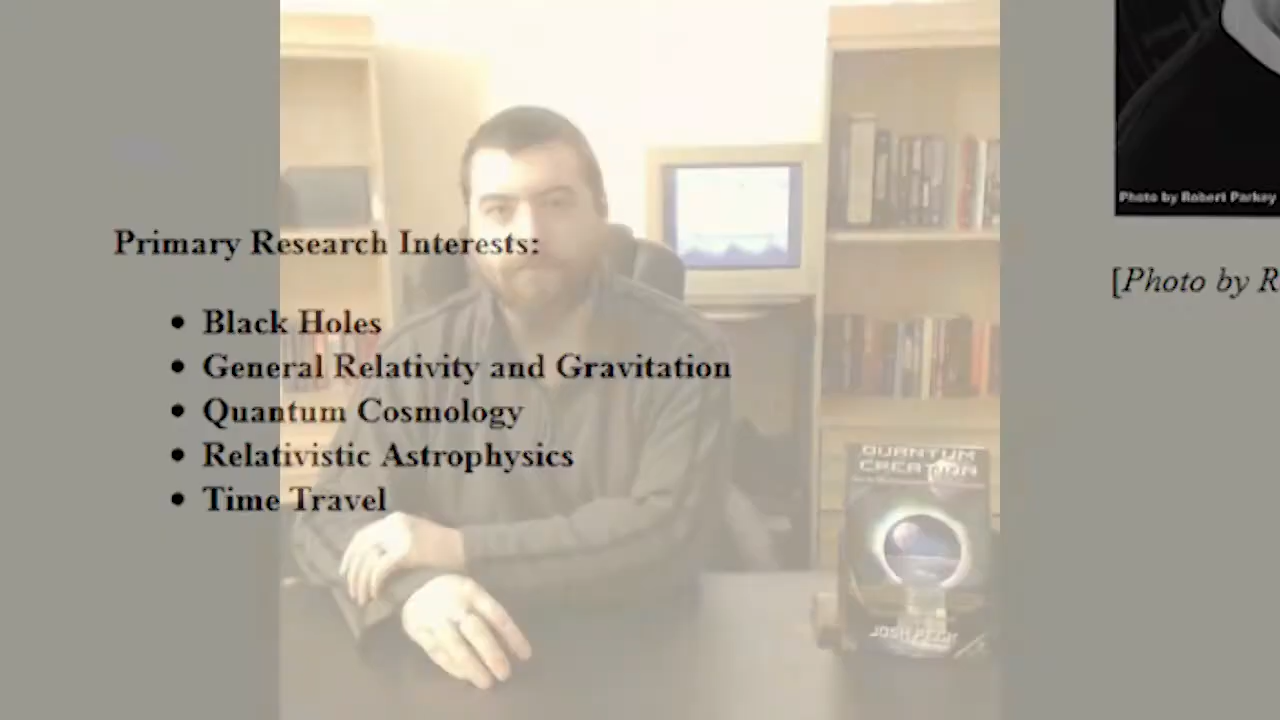 Photo by Robert Parkey
[Photo by R
Primary Research Interests:
Black Holes
General Relativity and Gravitation
Quantum Cosmology
Relativistic Astrophysics
Time Travel
QUANTUM
CREATION
JOSH